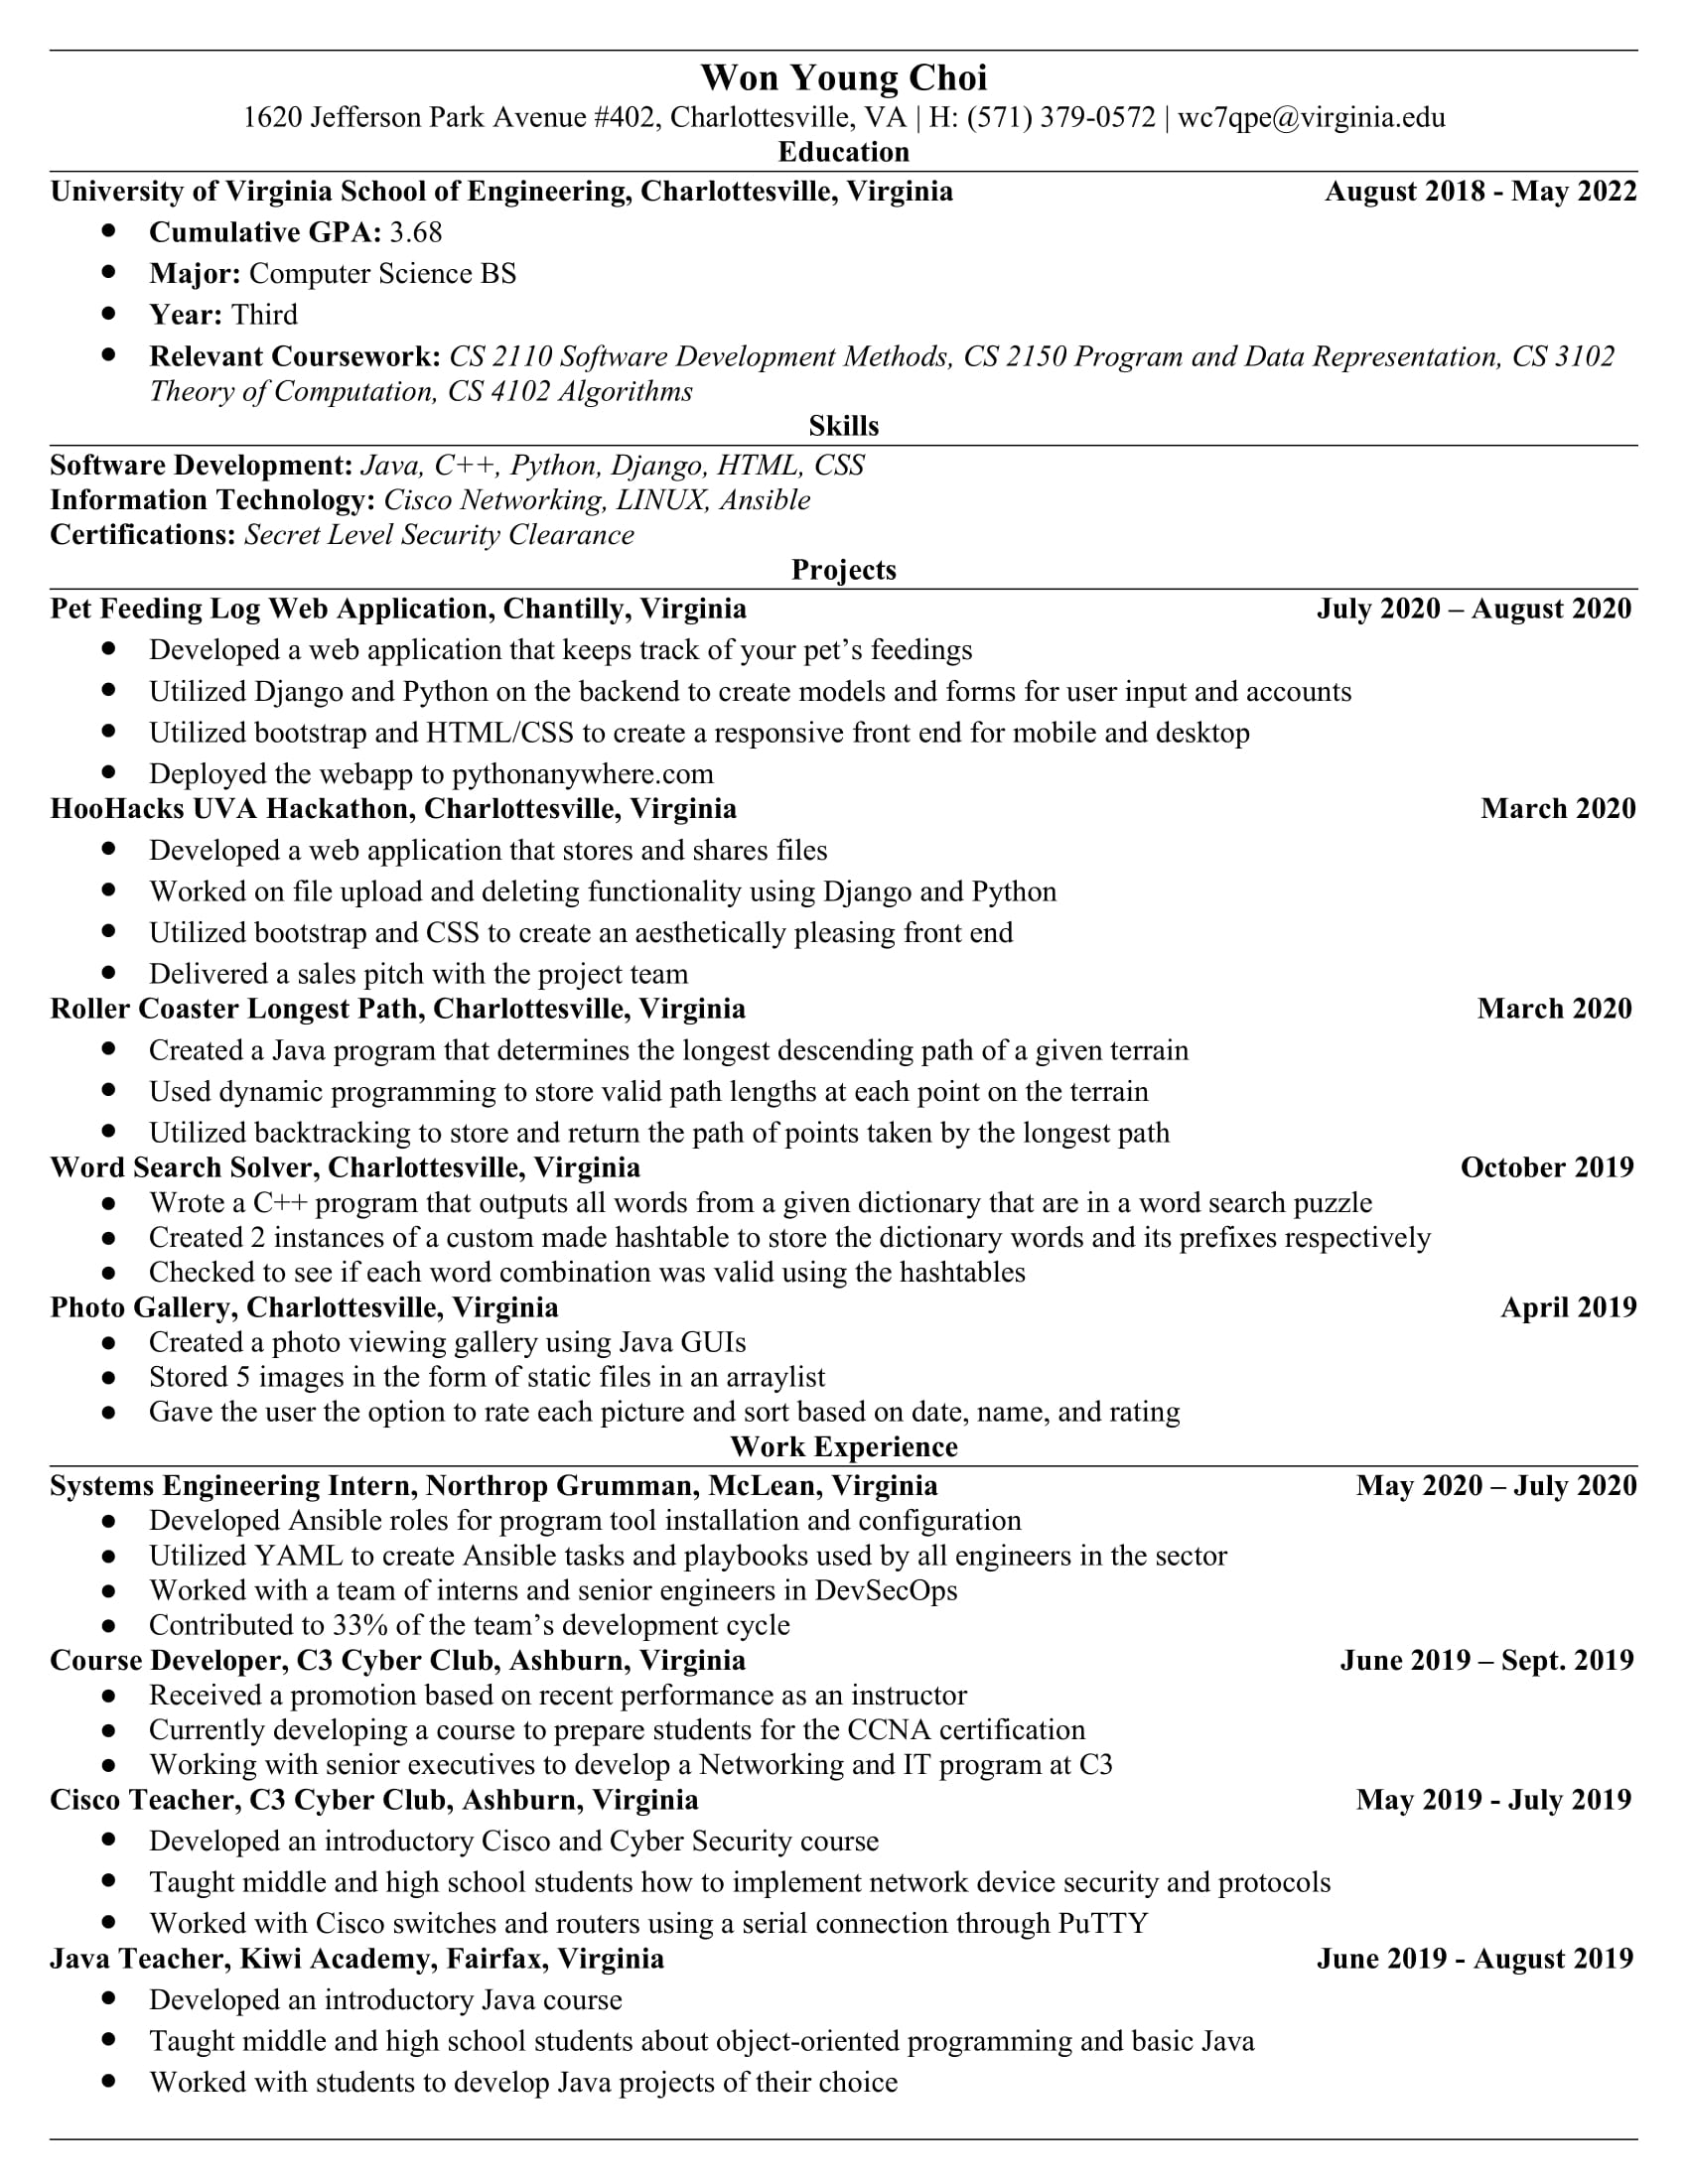 Won Young Choi
1620 Jefferson Park Avenue #402, Charlottesville, VA | H: (571) 379-0572 | wc7qpe@virginia.edu
Education
University of Virginia School of Engineering, Charlottesville, Virginia August 2018 - May 2022
● Cumulative GPA: 3.68
● Major: Computer Science BS
● Year: Third
● Relevant Coursework: CS 2110 Software Development Methods, CS 2150 Program and Data Representation, CS 3102
Theory of Computation, CS 4102 Algorithms
Skills
Software Development: Java, C++, Python, Django, HTML, CSS
Information Technology: Cisco Networking, LINUX, Ansible
Certifications: Secret Level Security Clearance
Projects
Pet Feeding Log Web Application, Chantilly, Virginia July 2020 – August 2020
● Developed a web application that keeps track of your pet’s feedings
● Utilized Django and Python on the backend to create models and forms for user input and accounts
● Utilized bootstrap and HTML/CSS to create a responsive front end for mobile and desktop
● Deployed the webapp to pythonanywhere.com
HooHacks UVA Hackathon, Charlottesville, Virginia March 2020
● Developed a web application that stores and shares files
● Worked on file upload and deleting functionality using Django and Python
● Utilized bootstrap and CSS to create an aesthetically pleasing front end
● Delivered a sales pitch with the project team
Roller Coaster Longest Path, Charlottesville, Virginia March 2020
● Created a Java program that determines the longest descending path of a given terrain
● Used dynamic programming to store valid path lengths at each point on the terrain
● Utilized backtracking to store and return the path of points taken by the longest path
Word Search Solver, Charlottesville, Virginia October 2019
● Wrote a C++ program that outputs all words from a given dictionary that are in a word search puzzle
● Created 2 instances of a custom made hashtable to store the dictionary words and its prefixes respectively
● Checked to see if each word combination was valid using the hashtables
Photo Gallery, Charlottesville, Virginia April 2019
● Created a photo viewing gallery using Java GUIs
● Stored 5 images in the form of static files in an arraylist
● Gave the user the option to rate each picture and sort based on date, name, and rating
Work Experience
Systems Engineering Intern, Northrop Grumman, McLean, Virginia May 2020 – July 2020
● Developed Ansible roles for program tool installation and configuration
● Utilized YAML to create Ansible tasks and playbooks used by all engineers in the sector
● Worked with a team of interns and senior engineers in DevSecOps
● Contributed to 33% of the team’s development cycle
Course Developer, C3 Cyber Club, Ashburn, Virginia June 2019 – Sept. 2019
● Received a promotion based on recent performance as an instructor
● Currently developing a course to prepare students for the CCNA certification
● Working with senior executives to develop a Networking and IT program at C3
Cisco Teacher, C3 Cyber Club, Ashburn, Virginia May 2019 - July 2019
● Developed an introductory Cisco and Cyber Security course
● Taught middle and high school students how to implement network device security and protocols
● Worked with Cisco switches and routers using a serial connection through PuTTY
Java Teacher, Kiwi Academy, Fairfax, Virginia June 2019 - August 2019
● Developed an introductory Java course
● Taught middle and high school students about object-oriented programming and basic Java
● Worked with students to develop Java projects of their choice